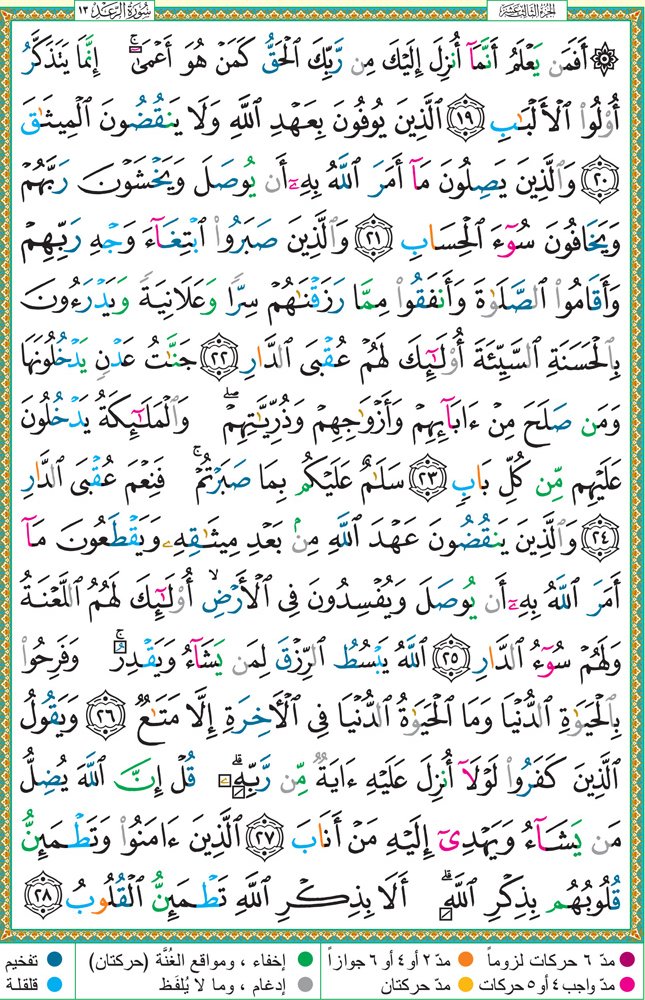 سُورَةُ الرَّعْد ١٣
الجزء الثالث عشر
۞ أَفَمَن يَعْلَمُ أَنَّمَآ أُنزِلَ إِلَيْكَ مِن رَّبِّكَ ٱلْحَقُّ كَمَنْ هُوَ أَعْمَىٰٓ ۚ إِنَّمَا يَتَذَكَّرُ
أُو۟لُوا۟ ٱلْأَلْبَـٰبِ ١٩ ٱلَّذِينَ يُوفُونَ بِعَهْدِ ٱللَّهِ وَلَا يَنقُضُونَ ٱلْمِيثَـٰقَ
٢٠ وَٱلَّذِينَ يَصِلُونَ مَآ أَمَرَ ٱللَّهُ بِهِۦٓ أَن يُوصَلَ وَيَخْشَوْنَ رَبَّهُمْ
وَيَخَافُونَ سُوٓءَ ٱلْحِسَابِ ٢١ وَٱلَّذِينَ صَبَرُوا۟ ٱبْتِغَآءَ وَجْهِ رَبِّهِمْ
وَأَقَامُوا۟ ٱلصَّلَوٰةَ وَأَنفَقُوا۟ مِمَّا رَزَقْنَـٰهُمْ سِرًّا وَعَلَانِيَةً وَيَدْرَءُونَ
بِٱلْحَسَنَةِ ٱلسَّيِّئَةَ أُو۟لَـٰٓئِكَ لَهُمْ عُقْبَى ٱلدَّارِ ٢٢ جَنَّـٰتُ عَدْنٍ يَدْخُلُونَهَا
وَمَن صَلَحَ مِنْ ءَابَآئِهِمْ وَأَزْوَٰجِهِمْ وَذُرِّيَّـٰتِهِمْ ۖ وَٱلْمَلَـٰٓئِكَةُ يَدْخُلُونَ
عَلَيْهِم مِّن كُلِّ بَابٍ ٢٣ سَلَـٰمٌ عَلَيْكُم بِمَا صَبَرْتُمْ ۚ فَنِعْمَ عُقْبَى ٱلدَّارِ
٢٤ وَٱلَّذِينَ يَنقُضُونَ عَهْدَ ٱللَّهِ مِنۢ بَعْدِ مِيثَـٰقِهِۦ وَيَقْطَعُونَ مَآ
أَمَرَ ٱللَّهُ بِهِۦٓ أَن يُوصَلَ وَيُفْسِدُونَ فِى ٱلْأَرْضِ ۙ أُو۟لَـٰٓئِكَ لَهُمُ ٱللَّعْنَةُ
وَلَهُمْ سُوٓءُ ٱلدَّارِ ٢٥ ٱللَّهُ يَبْسُطُ ٱلرِّزْقَ لِمَن يَشَآءُ وَيَقْدِرُ ۚ وَفَرِحُوا۟
بِٱلْحَيَوٰةِ ٱلدُّنْيَا وَمَا ٱلْحَيَوٰةُ ٱلدُّنْيَا فِى ٱلْأَخِرَةِ إِلَّا مَتَـٰعٌ ٢٦ وَيَقُولُ
ٱلَّذِينَ كَفَرُوا۟ لَوْلَآ أُنزِلَ عَلَيْهِ ءَايَةٌ مِّن رَّبِّهِۦ ۗ قُلْ إِنَّ ٱللَّهَ يُضِلُّ
مَن يَشَآءُ وَيَهْدِىٓ إِلَيْهِ مَنْ أَنَابَ ٢٧ ٱلَّذِينَ ءَامَنُوا۟ وَتَطْمَئِنُّ
قُلُوبُهُم بِذِكْرِ ٱللَّهِ ۗ أَلَا بِذِكْرِ ٱللَّهِ تَطْمَئِنُّ ٱلْقُلُوبُ ٢٨
مدّ ٦ حركات لزوماً مدّ ٢ أو ٤ أو ٦ جوازاً إخفاء ، ومواقع الغُنَّة (حركتان) تفخيم
مدّ واجب ٤ أو ٥ حركات مدّ حركتان إدغام ، وما لا يُلفَظ قلقلة